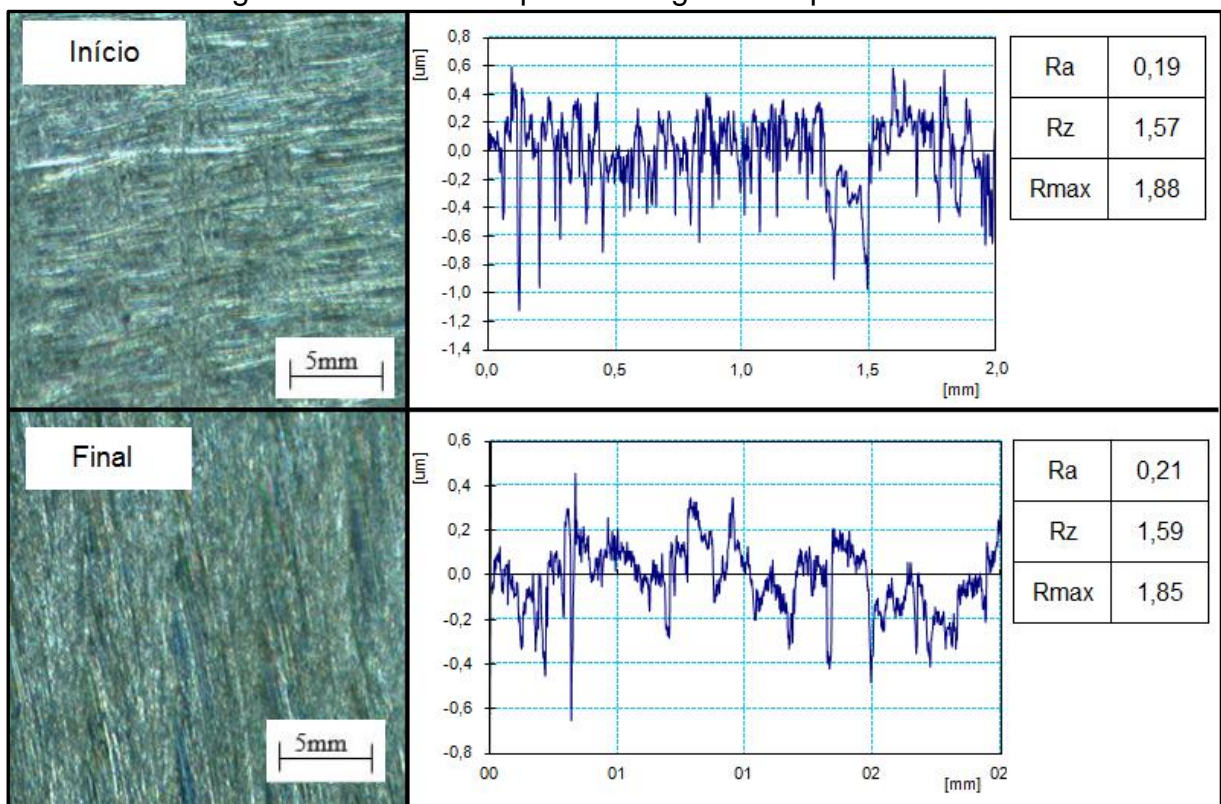 Início
5mm
[um]
0,8
0,6
0,4
0,2
0,0
-0,2
-0,4
-0,6
-0,8
-1,0
-1,2
-1,4
0,0 0,5 1,0 1,5 2,0
[mm]
Ra 0,19
Rz 1,57
Rmax 1,88
Final
5mm
[um]
0,6
0,4
0,2
0,0
-0,2
-0,4
-0,6
-0,8
00 01 01 02 02
[mm]
Ra 0,21
Rz 1,59
Rmax 1,85